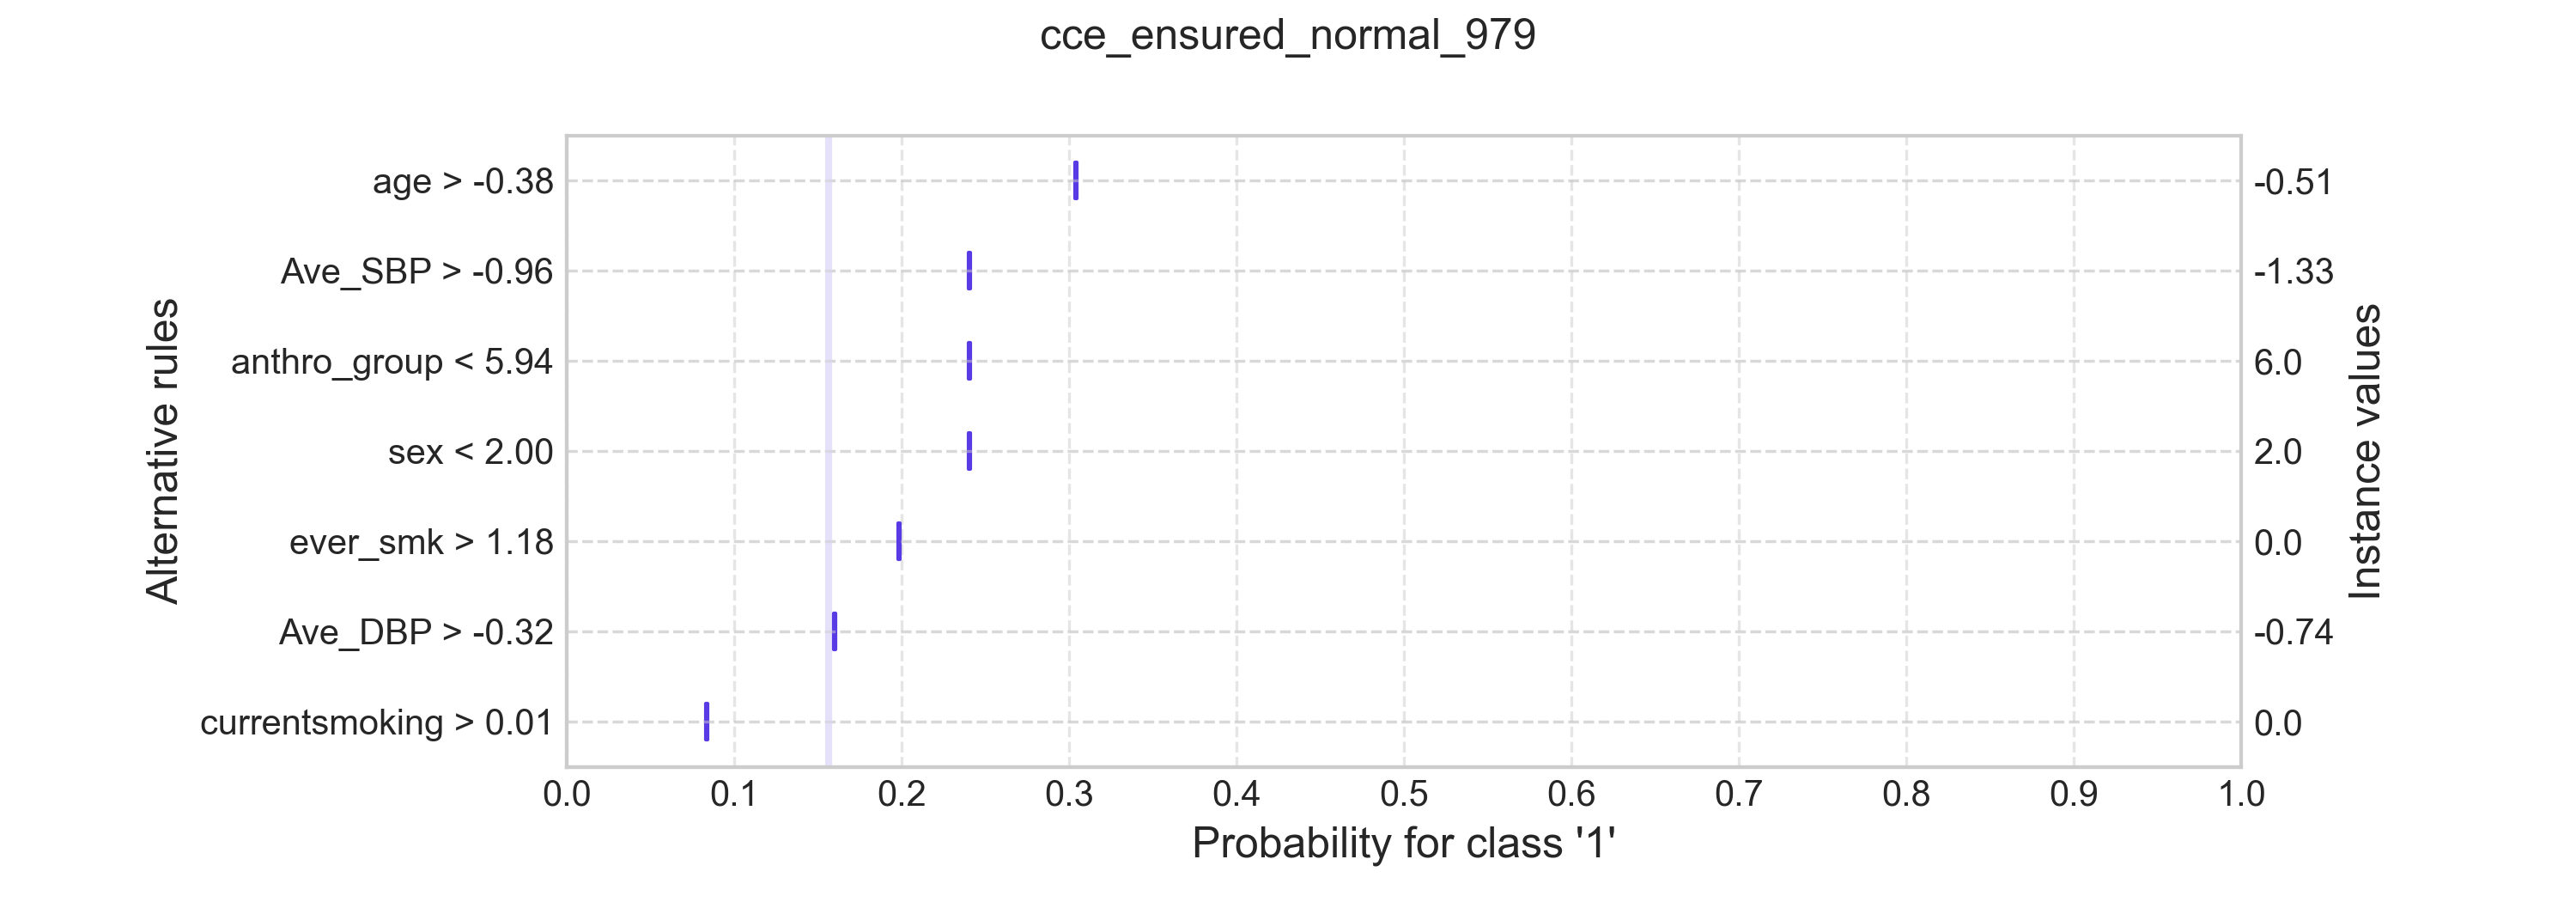 cce_ensured_normal_979
Alternative rules
age > -0.38
-0.51
Ave_SBP > -0.96
-1.33
anthro_group < 5.94
6.0
sex < 2.00
2.0
ever_smk > 1.18
0.0
Ave_DBP > -0.32
-0.74
currentsmoking > 0.01
0.0
Instance values
0.0 0.1 0.2 0.3 0.4 0.5 0.6 0.7 0.8 0.9 1.0
Probability for class '1'